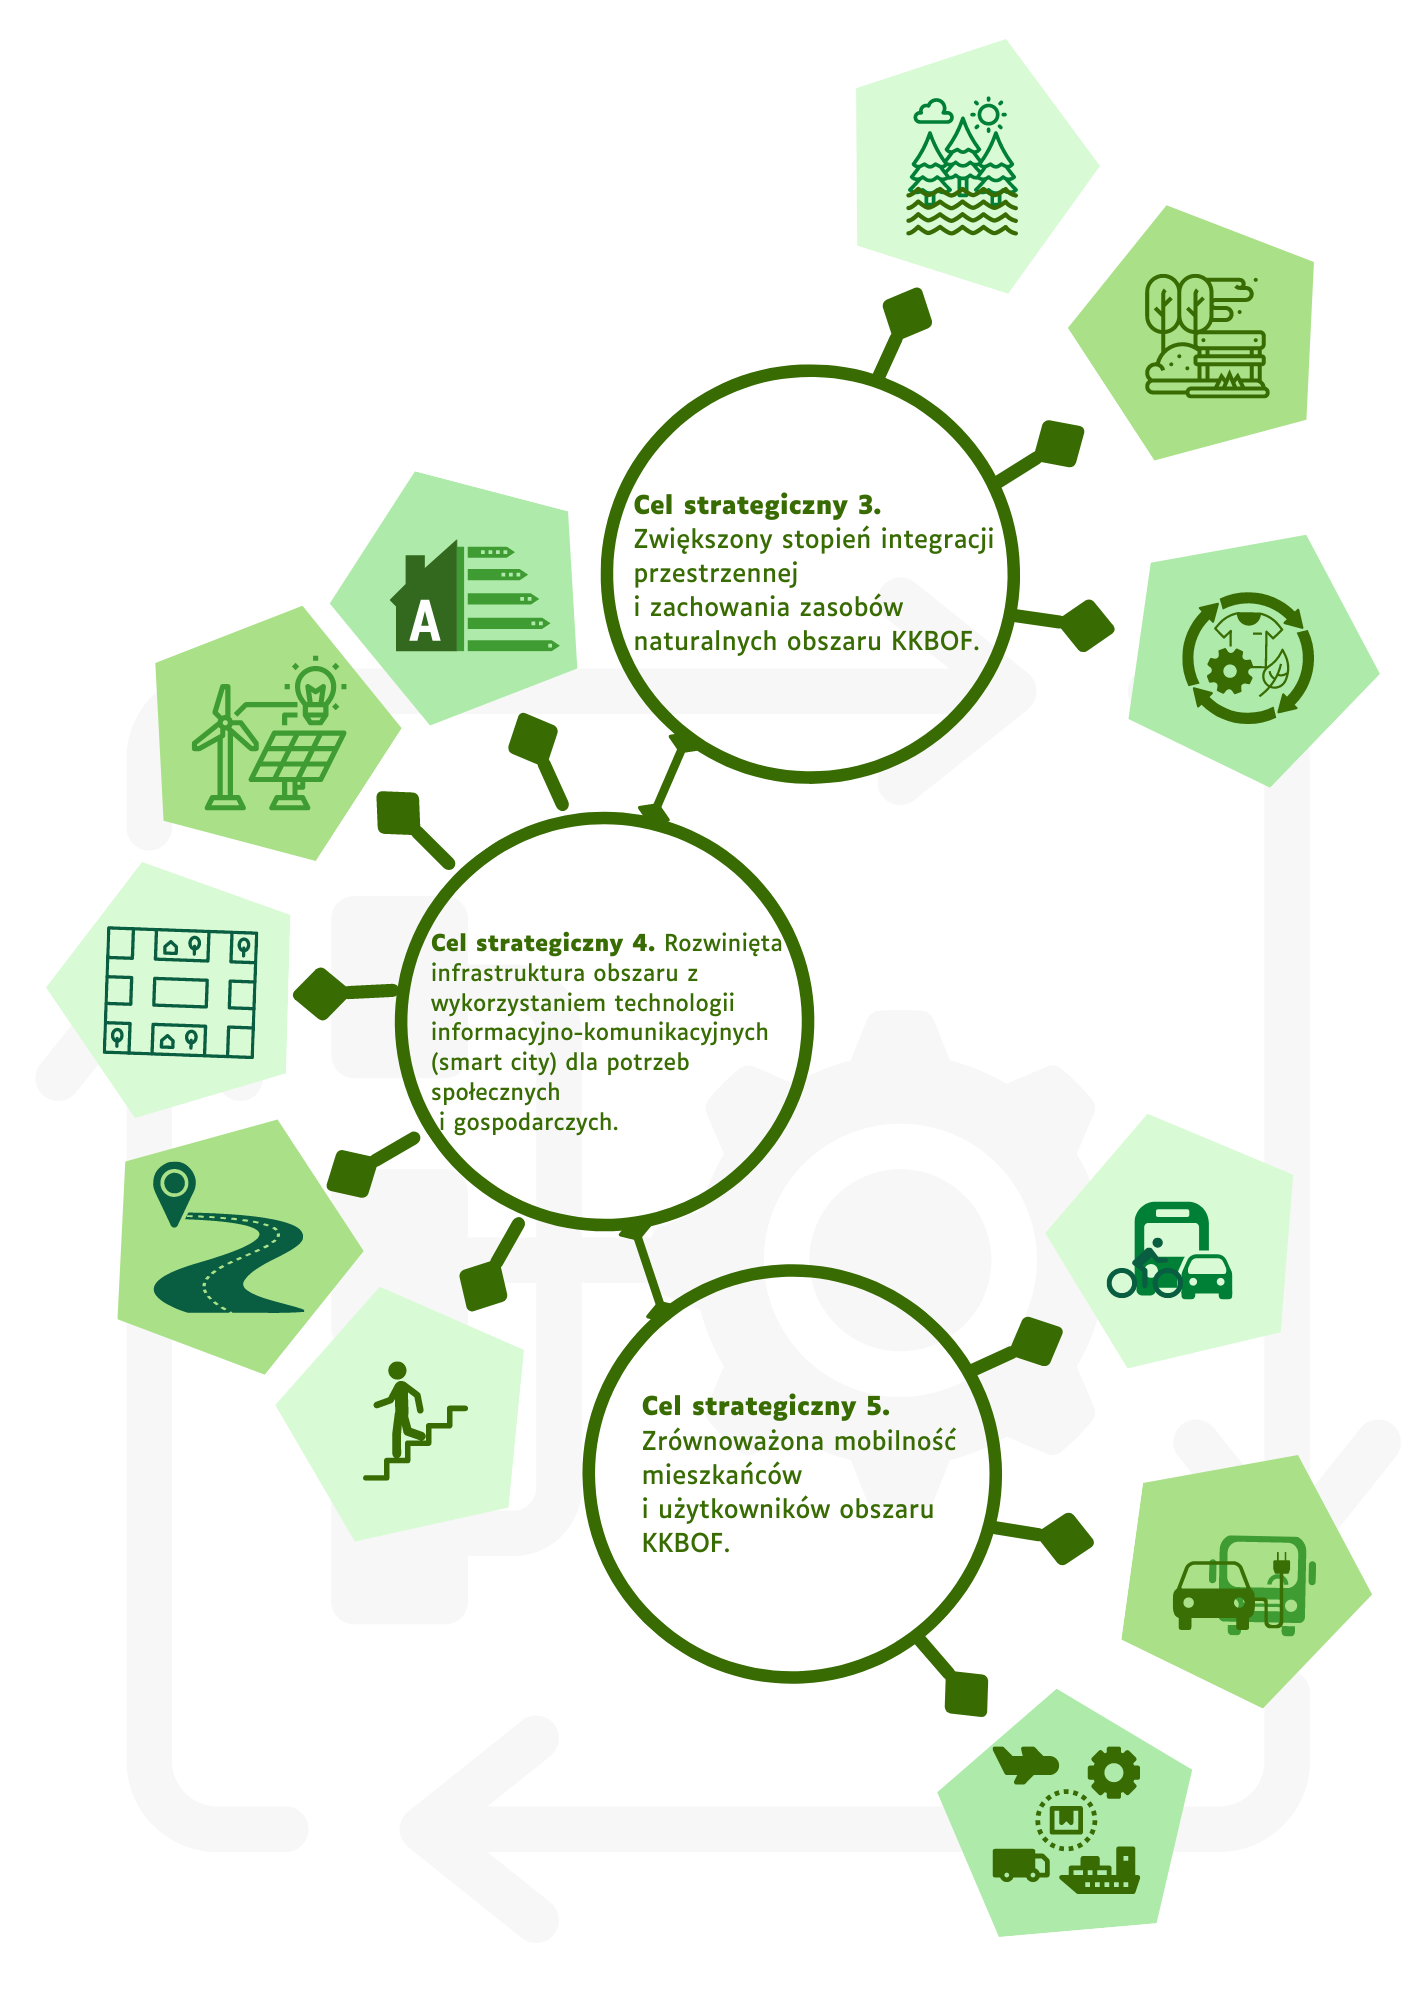 Cel strategiczny 3.
Zwiększony stopień integracji
przestrzennej
i zachowania zasobów
naturalnych obszaru KKBOF.
A
Cel strategiczny 4. Rozwinięta
infrastruktura obszaru z
wykorzystaniem technologii
informacyjno-komunikacyjnych
(smart city) dla potrzeb
społecznych
i gospodarczych.
Cel strategiczny 5.
Zrównoważona mobilność
mieszkańców
i użytkowników obszaru
KKBOF.